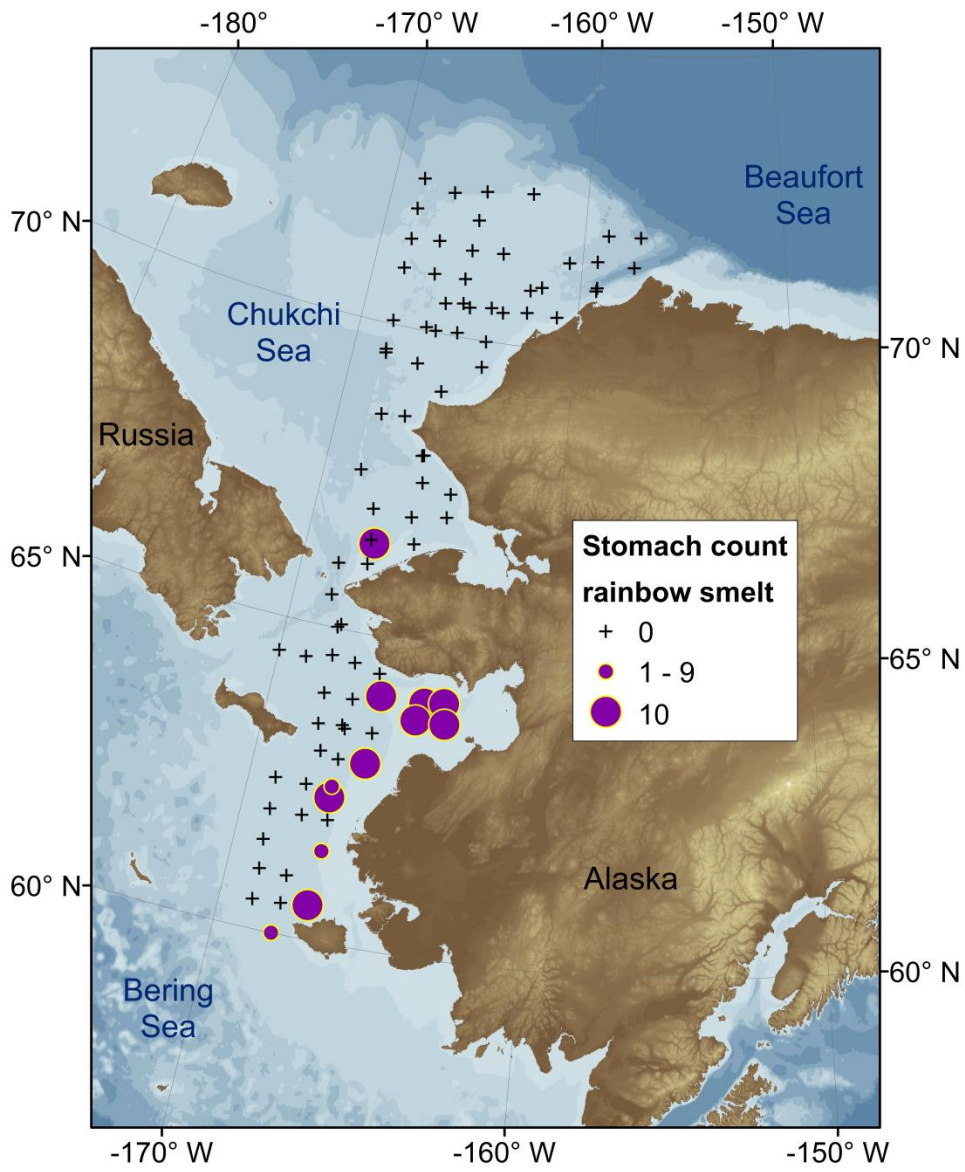 -180° W
-170° W
-160° W
-150° W
Beaufort
Sea
70° N
Chukchi
Sea
70° N
Russia
Stomach count
rainbow smelt
0
1 - 9
10
65° N
65° N
Alaska
60° N
60° N
Bering
Sea
-170° W
-160° W
-150° W